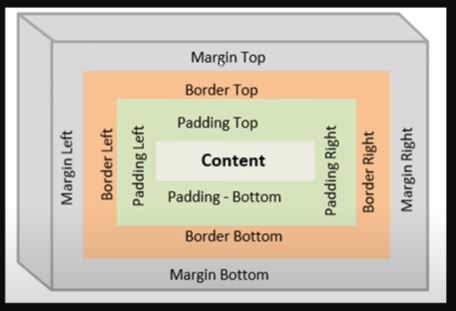 Margin Top
Border Top
Padding Top
Margin Left
Border Left
Padding Left
Content
Padding Right
Border Right
Margin Right
Padding - Bottom
Border Bottom
Margin Bottom